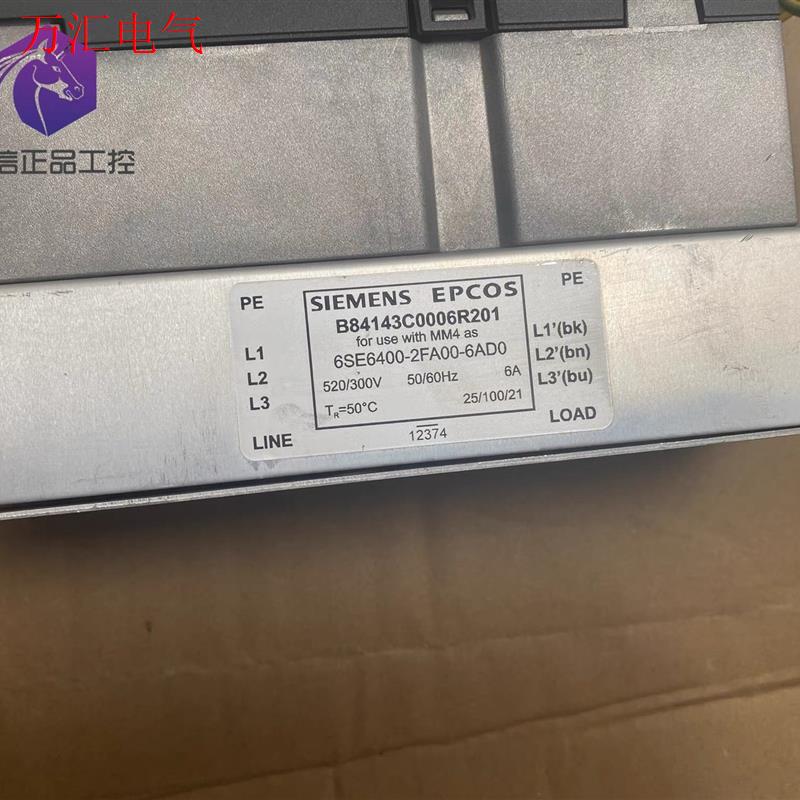 万汇电气
信正品工控
PE
SIEMENS EPCOS
PE
B84143C0006R201
for use with MM4 as
6SE6400-2FA00-6AD0
520/300V 50/60Hz 6A
TR=50°C 25/100/21
L1
L2
L3
LINE
L1'(bk)
L2'(bn)
L3'(bu)
LOAD
12374